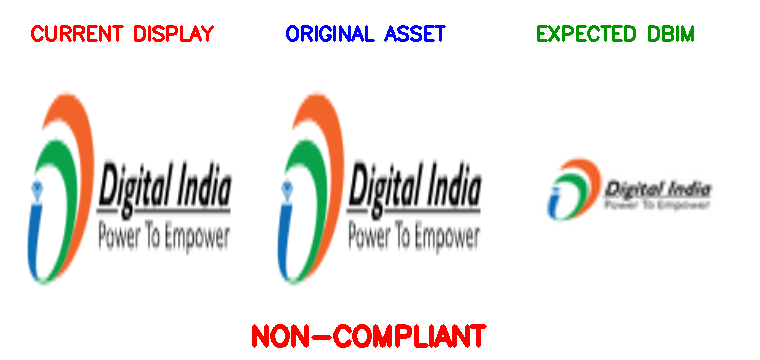 CURRENT DISPLAY
ORIGINAL ASSET
EXPECTED DBIM
Digital India
Power To Empower
Digital India
Power To Empower
Digital India
Power To Empower
NON-COMPLIANT